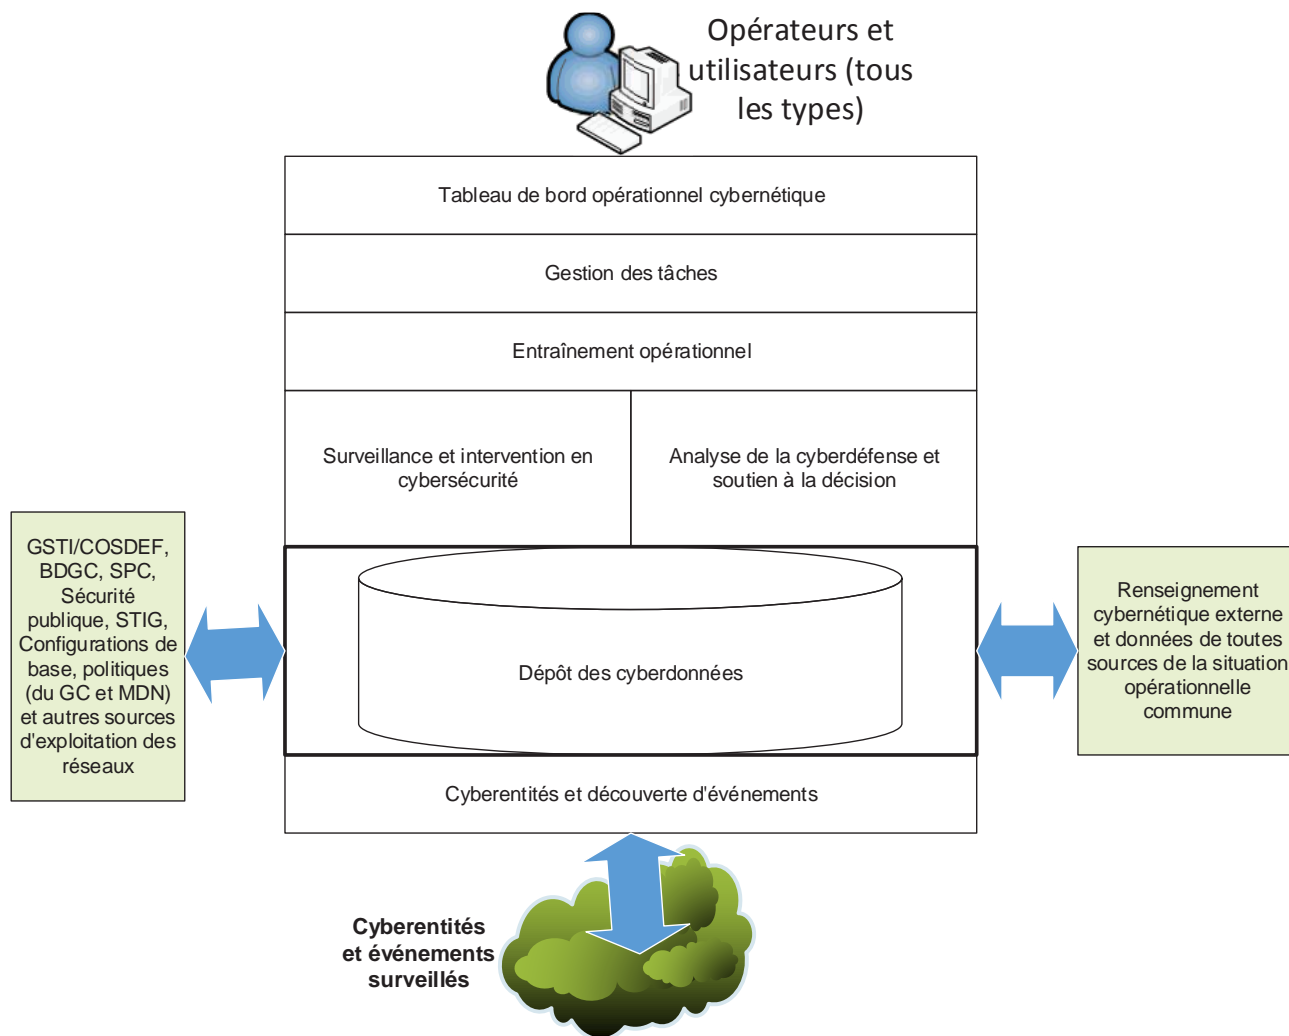 Opérateurs et
utilisateurs (tous
les types)
Tableau de bord opérationnel cybernétique
Gestion des tâches
Entraînement opérationnel
Surveillance et intervention en
cybersécurité
Analyse de la cyberdéfense et
soutien à la décision
GSTI/COSDEF,
BDGC, SPC,
Sécurité
publique, STIG,
Configurations de
base, politiques
(du GC et MDN)
et autres sources
d'exploitation des
réseaux
Dépôt des cyberdonnées
Renseignement
cybernétique externe
et données de toutes
sources de la situation
opérationnelle
commune
Cyberentités et découverte d'événements
Cyberentités
et événements
surveillés